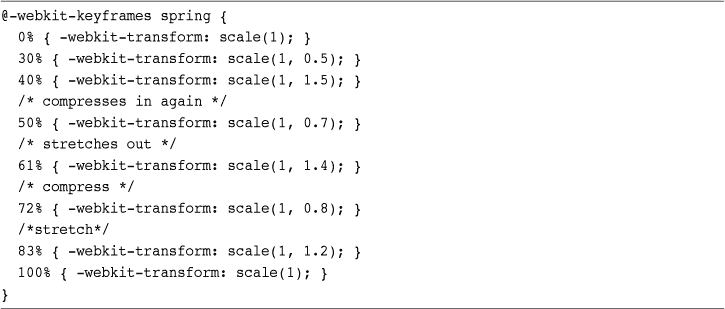 @-webkit-keyframes spring {
  0% { -webkit-transform: scale(1); }
  30% { -webkit-transform: scale(1, 0.5); }
  40% { -webkit-transform: scale(1, 1.5); }
  /* compresses in again */
  50% { -webkit-transform: scale(1, 0.7); }
  /* stretches out */
  61% { -webkit-transform: scale(1, 1.4); }
  /* compress */
  72% { -webkit-transform: scale(1, 0.8); }
  /*stretch*/
  83% { -webkit-transform: scale(1, 1.2); }
  100% { -webkit-transform: scale(1); }
}